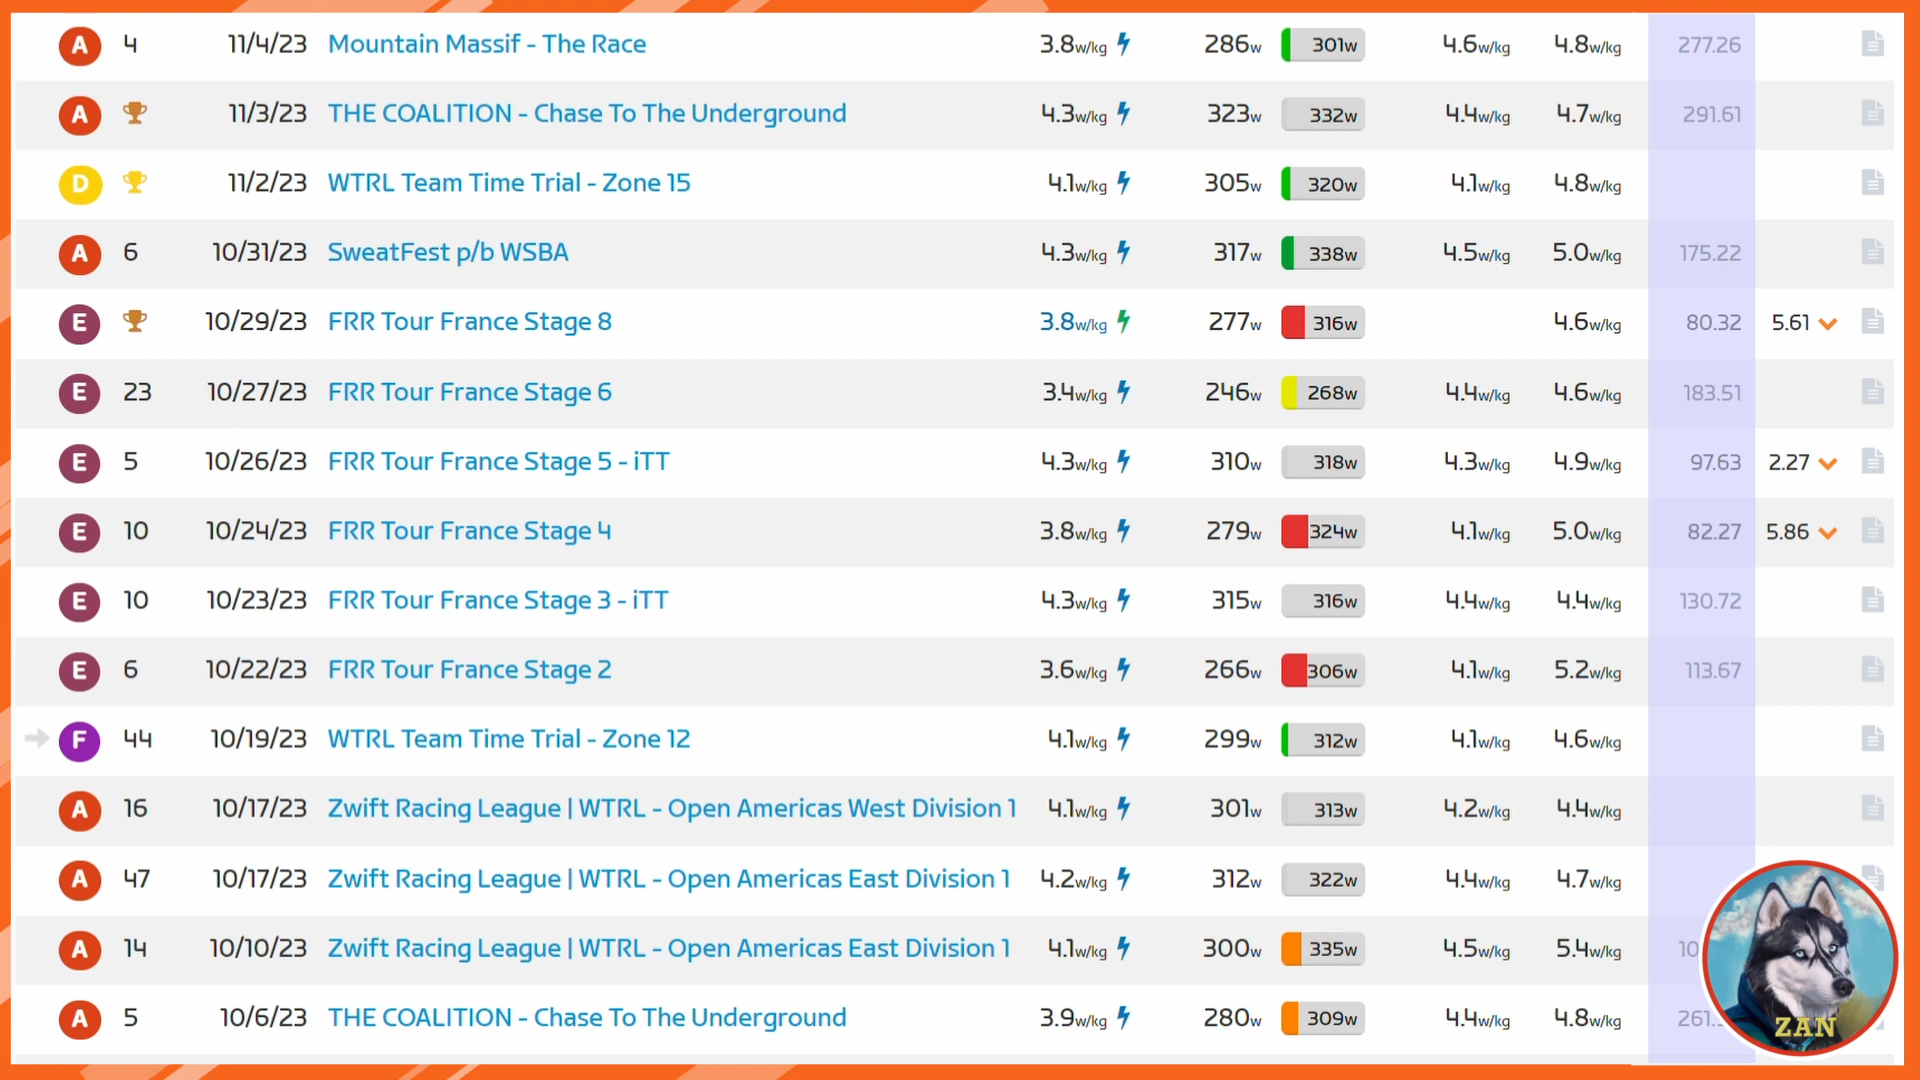 A 4 11/4/23 Mountain Massif - The Race 3.8w/kg 286w 301w 4.6w/kg 4.8w/kg 277.26
A 11/3/23 THE COALITION - Chase To The Underground 4.3w/kg 323w 332w 4.4w/kg 4.7w/kg 291.61
D 11/2/23 WTRL Team Time Trial - Zone 15 4.1w/kg 305w 320w 4.1w/kg 4.8w/kg
A 6 10/31/23 SweatFest p/b WSBA 4.3w/kg 317w 338w 4.5w/kg 5.0w/kg 175.22
E 10/29/23 FRR Tour France Stage 8 3.8w/kg 277w 316w 4.6w/kg 80.32 5.61
E 23 10/27/23 FRR Tour France Stage 6 3.4w/kg 246w 268w 4.4w/kg 4.6w/kg 183.51
E 5 10/26/23 FRR Tour France Stage 5 - iTT 4.3w/kg 310w 318w 4.3w/kg 4.9w/kg 97.63 2.27
E 10 10/24/23 FRR Tour France Stage 4 3.8w/kg 279w 324w 4.1w/kg 5.0w/kg 82.27 5.86
E 10 10/23/23 FRR Tour France Stage 3 - iTT 4.3w/kg 315w 316w 4.4w/kg 4.4w/kg 130.72
E 6 10/22/23 FRR Tour France Stage 2 3.6w/kg 266w 306w 4.1w/kg 5.2w/kg 113.67
F 44 10/19/23 WTRL Team Time Trial - Zone 12 4.1w/kg 299w 312w 4.1w/kg 4.6w/kg
A 16 10/17/23 Zwift Racing League | WTRL - Open Americas West Division 1 4.1w/kg 301w 313w 4.2w/kg 4.4w/kg
A 47 10/17/23 Zwift Racing League | WTRL - Open Americas East Division 1 4.2w/kg 312w 322w 4.4w/kg 4.7w/kg
A 14 10/10/23 Zwift Racing League | WTRL - Open Americas East Division 1 4.1w/kg 300w 335w 4.5w/kg 5.4w/kg
A 5 10/6/23 THE COALITION - Chase To The Underground 3.9w/kg 280w 309w 4.4w/kg 4.8w/kg
ZAN